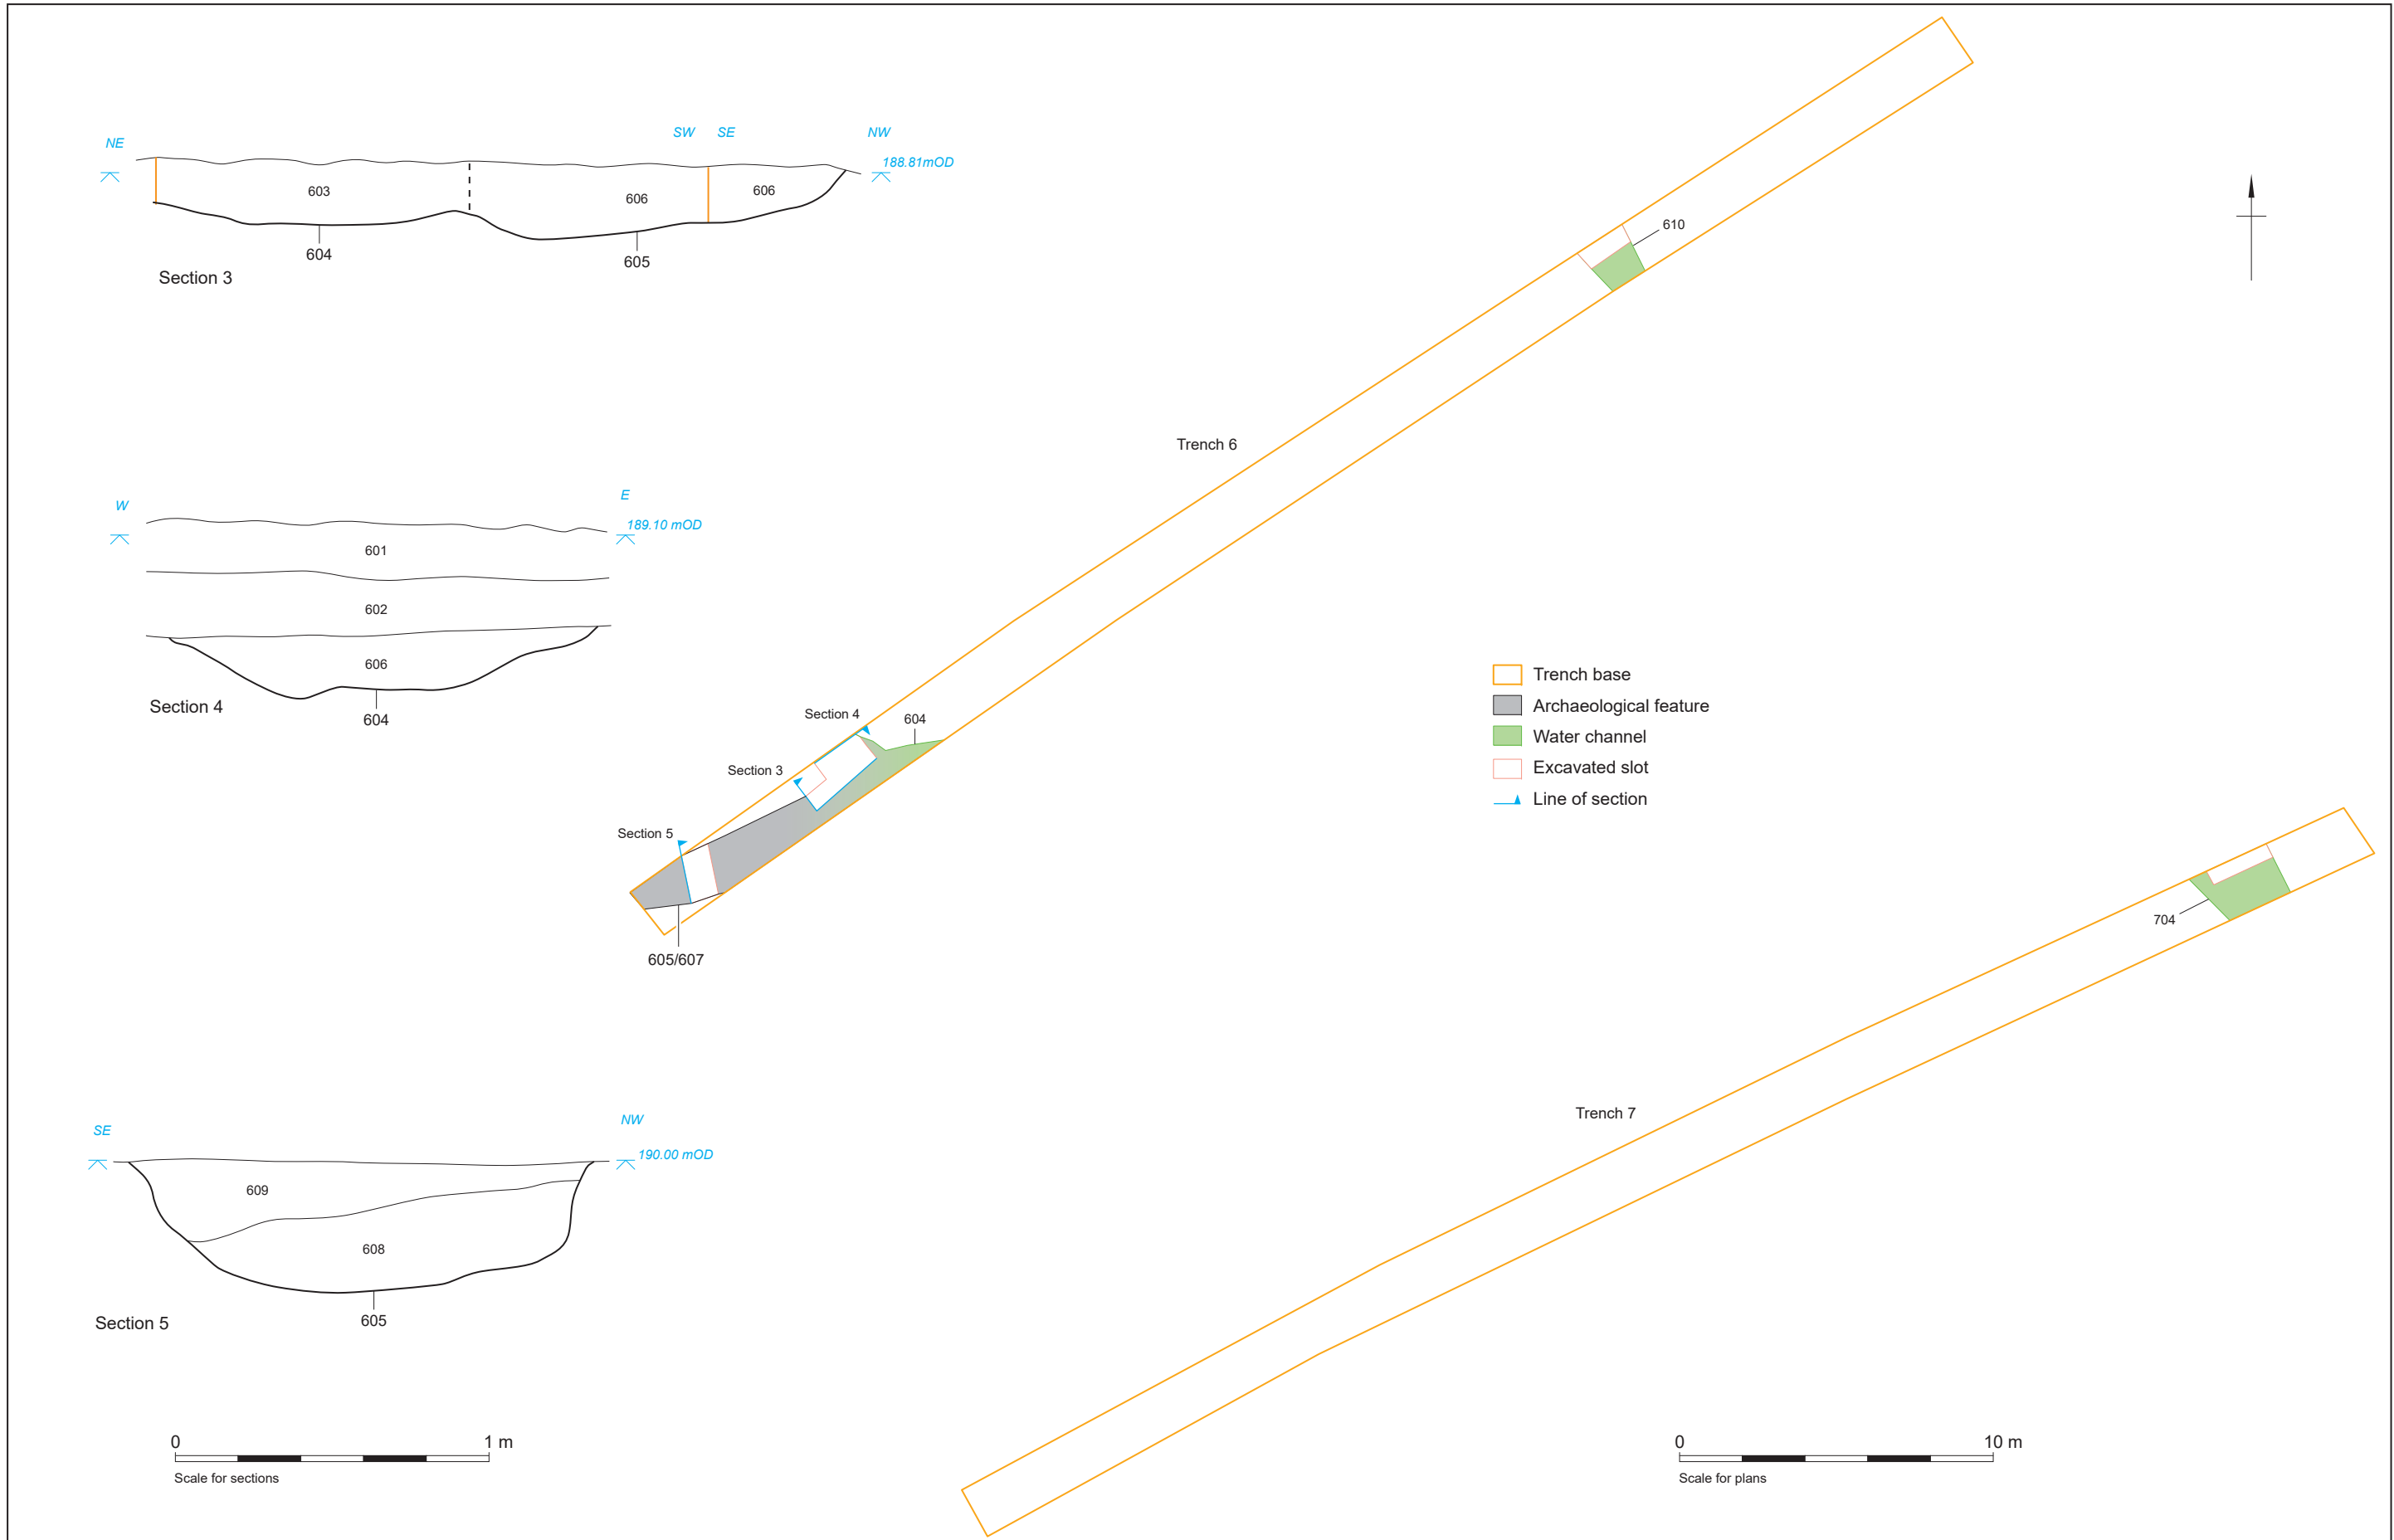 NE
SW SE
NW
188.81mOD
603
606
606
604
605
Section 3
W
E
189.10 mOD
601
602
606
Section 4
604
SE
NW
190.00 mOD
609
608
Section 5
605
0 1 m
Scale for sections
610
Trench 6
Section 4
604
Section 3
Section 5
605/607
Trench base
Archaeological feature
Water channel
Excavated slot
Line of section
704
Trench 7
0 10 m
Scale for plans